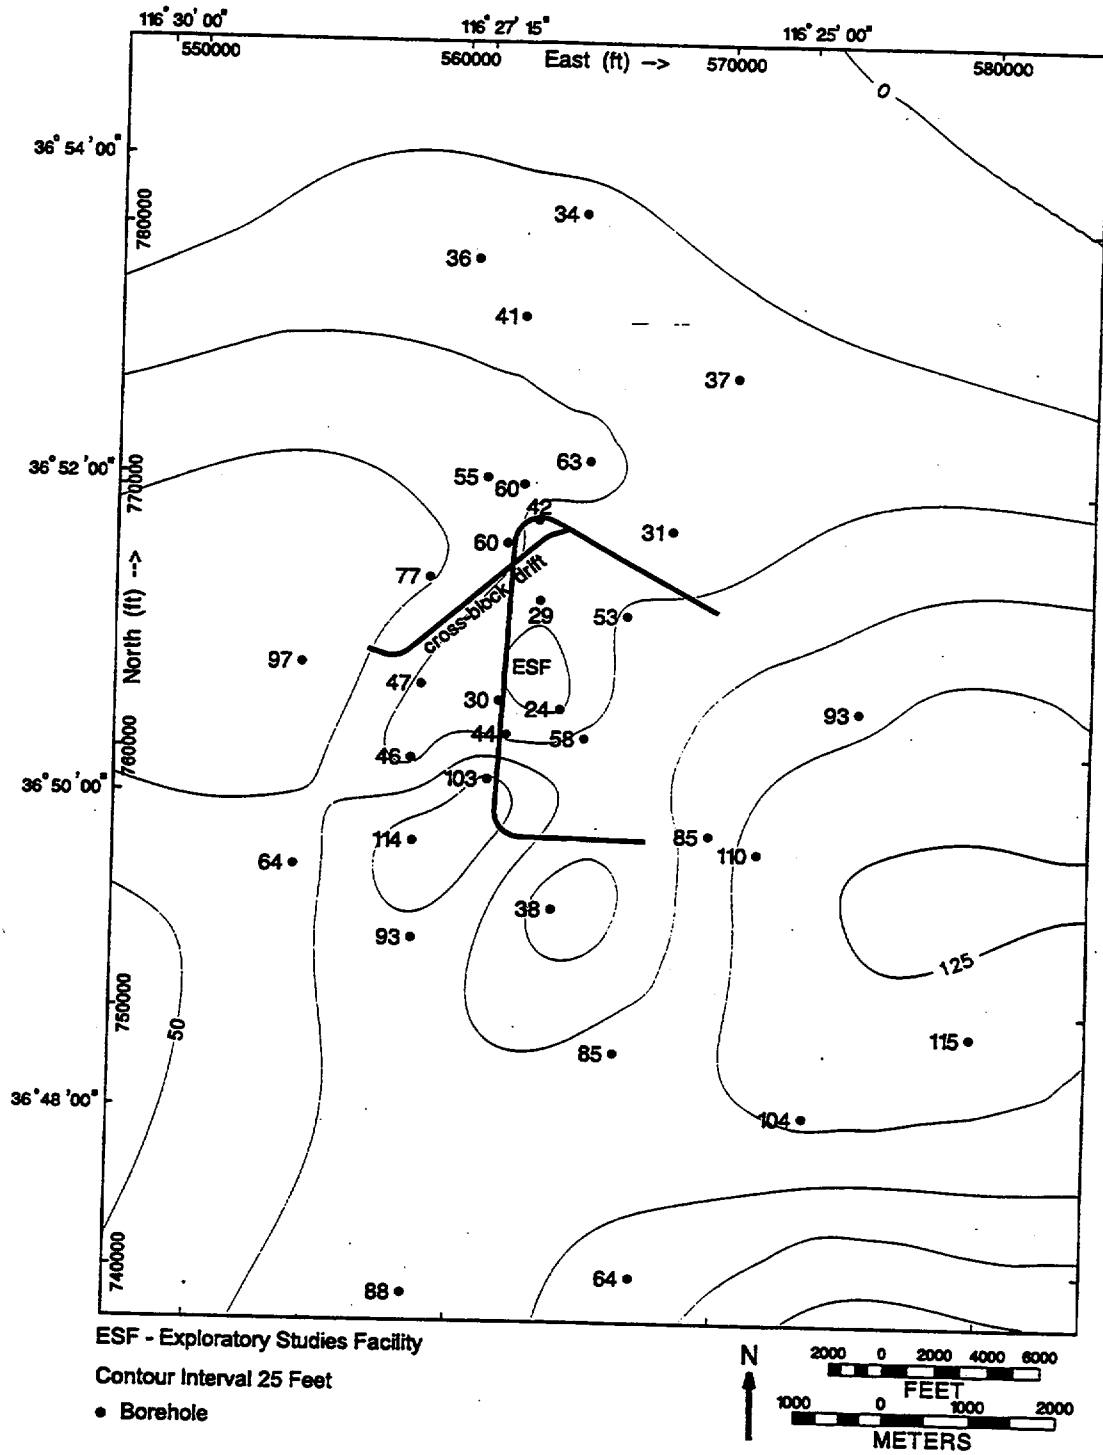 116° 30' 00"
116° 27' 15"
116° 25' 00"
550000
560000
East (ft) -->
570000
580000
0
36° 54' 00"
780000
34
36
41
37
36° 52' 00"
770000
63
55
60
42
31
60
77
cross-block drift
29
53
North (ft) -->
97
ESF
47
30
24
93
44
58
760000
46
36° 50' 00"
103
114
85
110
64
38
93
125
750000
50
115
85
36° 48' 00"
104
740000
64
88
ESF - Exploratory Studies Facility
Contour Interval 25 Feet
• Borehole
N
2000 0 2000 4000 6000
FEET
1000 0 1000 2000
METERS